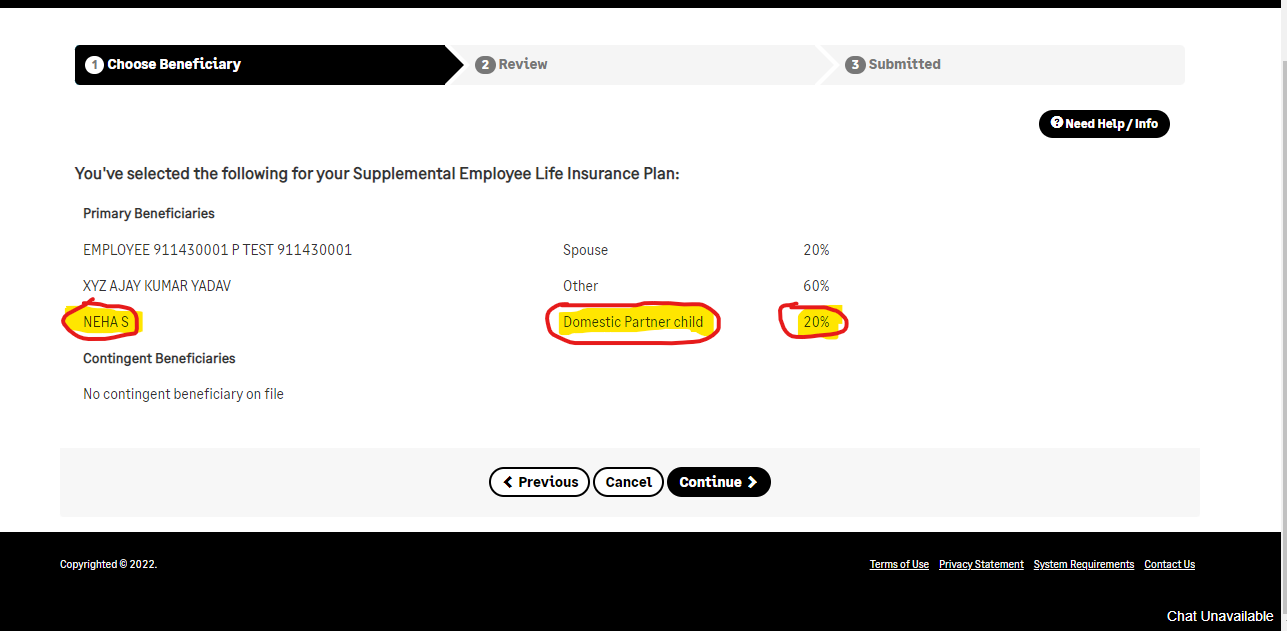 1 Choose Beneficiary
2 Review
3 Submitted
? Need Help / Info
You've selected the following for your Supplemental Employee Life Insurance Plan:
Primary Beneficiaries
EMPLOYEE 911430001 P TEST 911430001 Spouse 20%
XYZ AJAY KUMAR YADAV Other 60%
NEHA S Domestic Partner child 20%
Contingent Beneficiaries
No contingent beneficiary on file
Previous Cancel Continue
Copyrighted © 2022.
Terms of Use Privacy Statement System Requirements Contact Us
Chat Unavailable